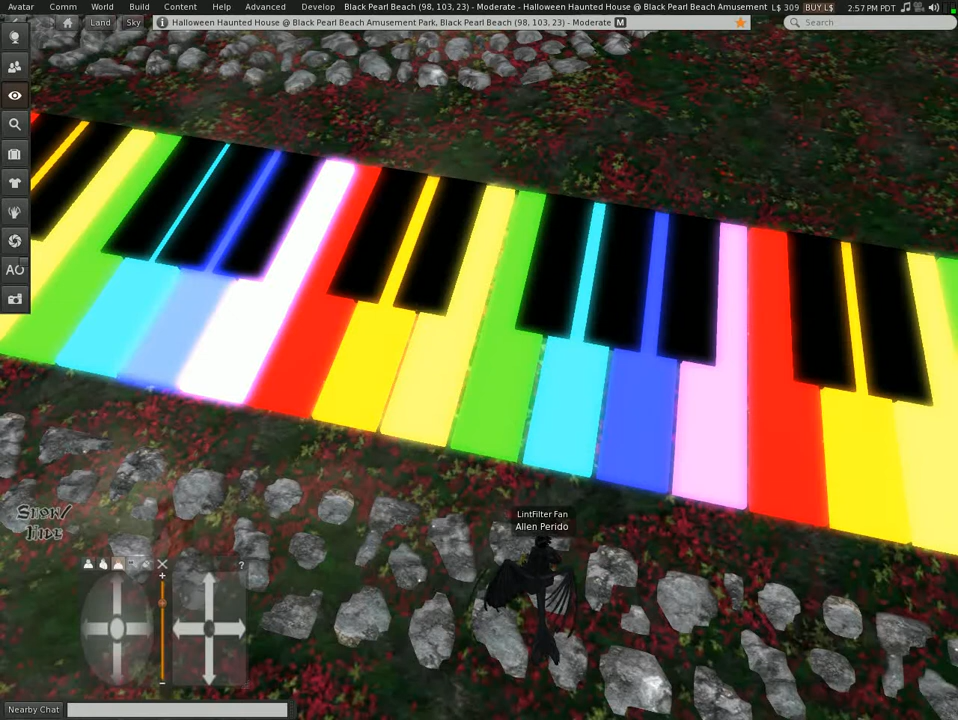 Avatar Comm World Build Content Help Advanced Develop Black Pearl Beach (98, 103, 23) - Moderate - Halloween Haunted House @ Black Pearl Beach Amusement L$ 309 BUY L$ 2:57 PM PDT
Land Sky Halloween Haunted House @ Black Pearl Beach Amusement Park, Black Pearl Beach (98, 103, 23) - Moderate M Search
AO
Show/
Hide
LintFilter Fan
Allen Perido
?
+
−
Nearby Chat